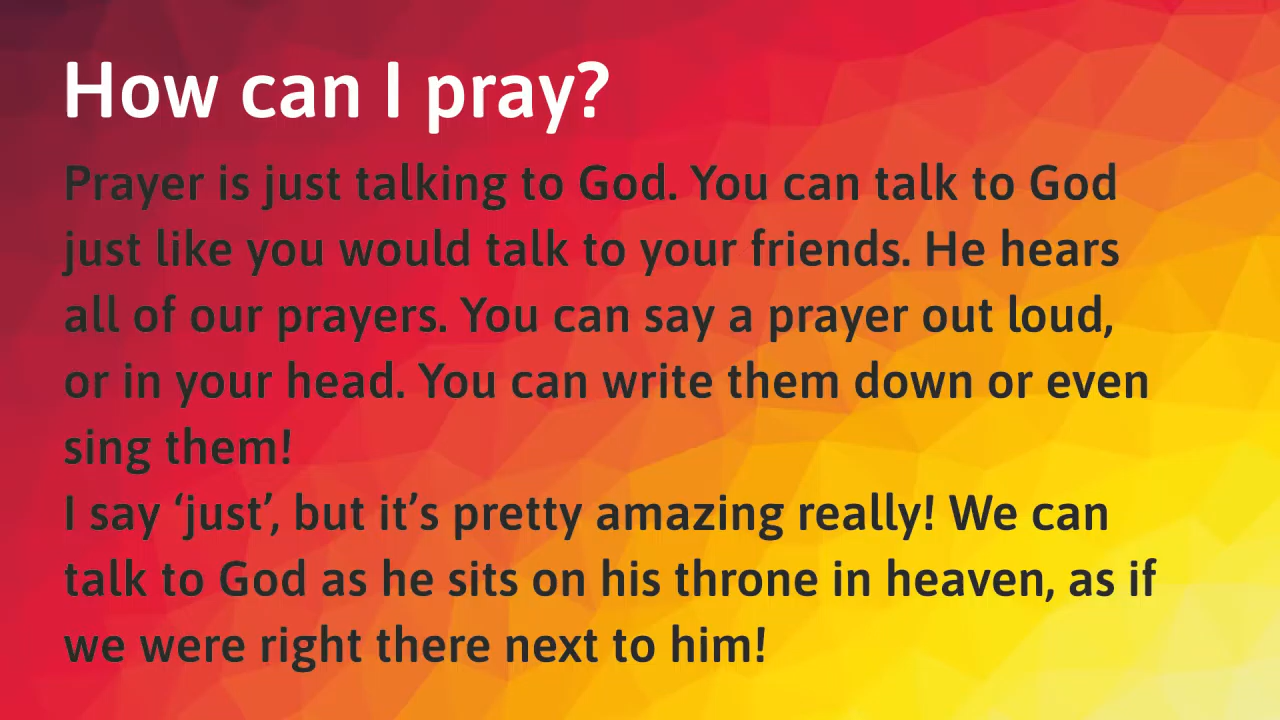 How can I pray?
Prayer is just talking to God. You can talk to God
just like you would talk to your friends. He hears
all of our prayers. You can say a prayer out loud,
or in your head. You can write them down or even
sing them!
I say ‘just’, but it’s pretty amazing really! We can
talk to God as he sits on his throne in heaven, as if
we were right there next to him!